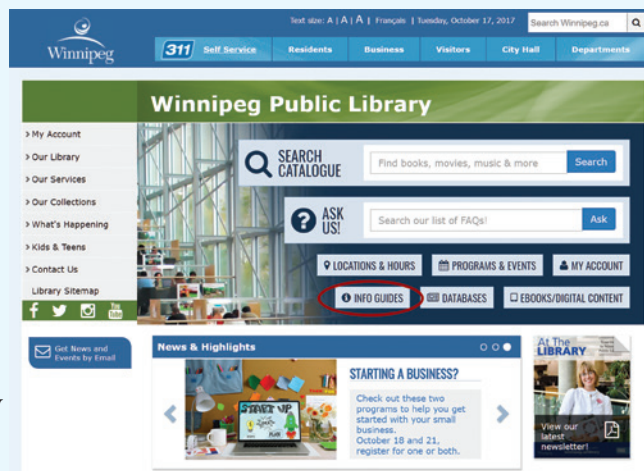 Text size: A | A | A | Français | Tuesday, October 17, 2017
Search Winnipeg.ca
Winnipeg
311 Self Service Residents Business Visitors City Hall Departments
Winnipeg Public Library
> My Account
> Our Library
> Our Services
> Our Collections
> What's Happening
> Kids & Teens
> Contact Us
Library Sitemap
SEARCH
CATALOGUE
Find books, movies, music & more
Search
ASK
US!
Search our list of FAQs!
Ask
LOCATIONS & HOURS PROGRAMS & EVENTS MY ACCOUNT
INFO GUIDES DATABASES EBOOKS/DIGITAL CONTENT
Get News and
Events by Email
News & Highlights
START UP
STARTING A BUSINESS?
Check out these two
programs to help you get
started with your small
business.
October 18 and 21,
register for one or both.
At The
LIBRARY
View our
latest
newsletter!